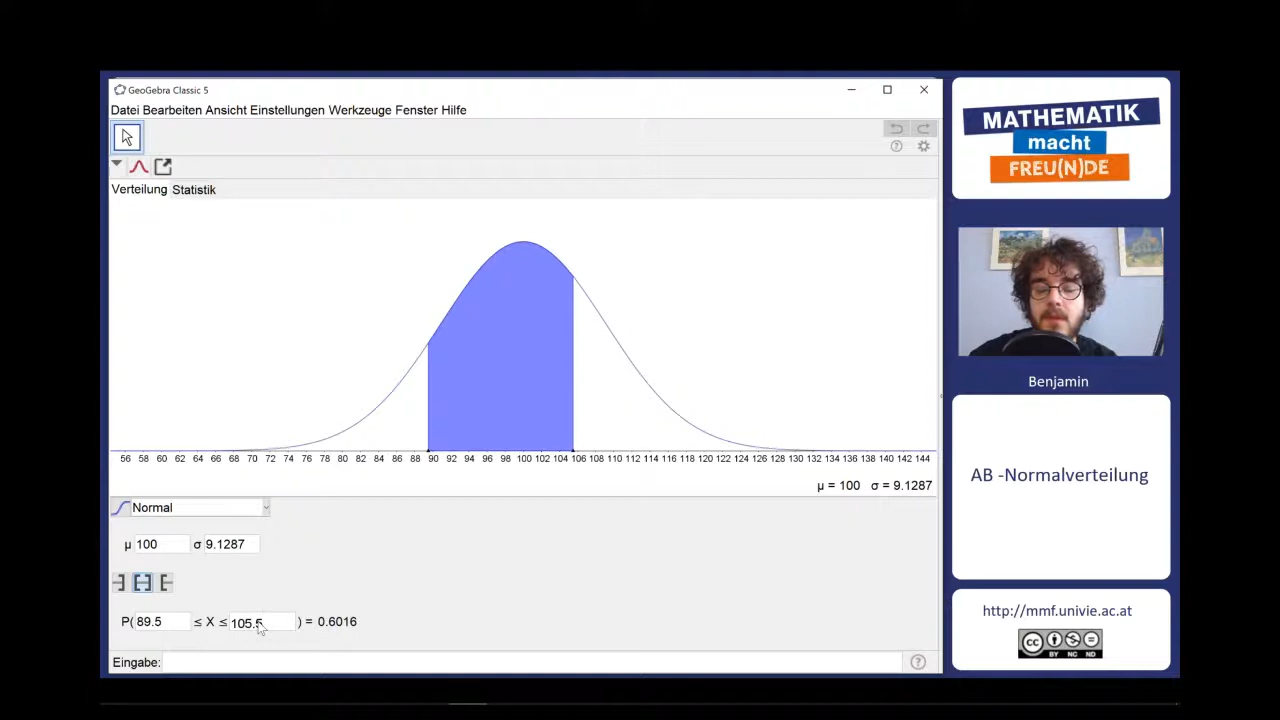 GeoGebra Classic 5
Datei Bearbeiten Ansicht Einstellungen Werkzeuge Fenster Hilfe
Verteilung Statistik
56 58 60 62 64 66 68 70 72 74 76 78 80 82 84 86 88 90 92 94 96 98 100 102 104 106 108 110 112 114 116 118 120 122 124 126 128 130 132 134 136 138 140 142 144
μ = 100 σ = 9.1287
Normal
μ 100 σ 9.1287
P( 89.5 ≤ X ≤ 105.5 ) = 0.6016
Eingabe:
MATHEMATIK
macht
FREU(N)DE
Benjamin
AB -Normalverteilung
http://mmf.univie.ac.at
CC
BY NC ND